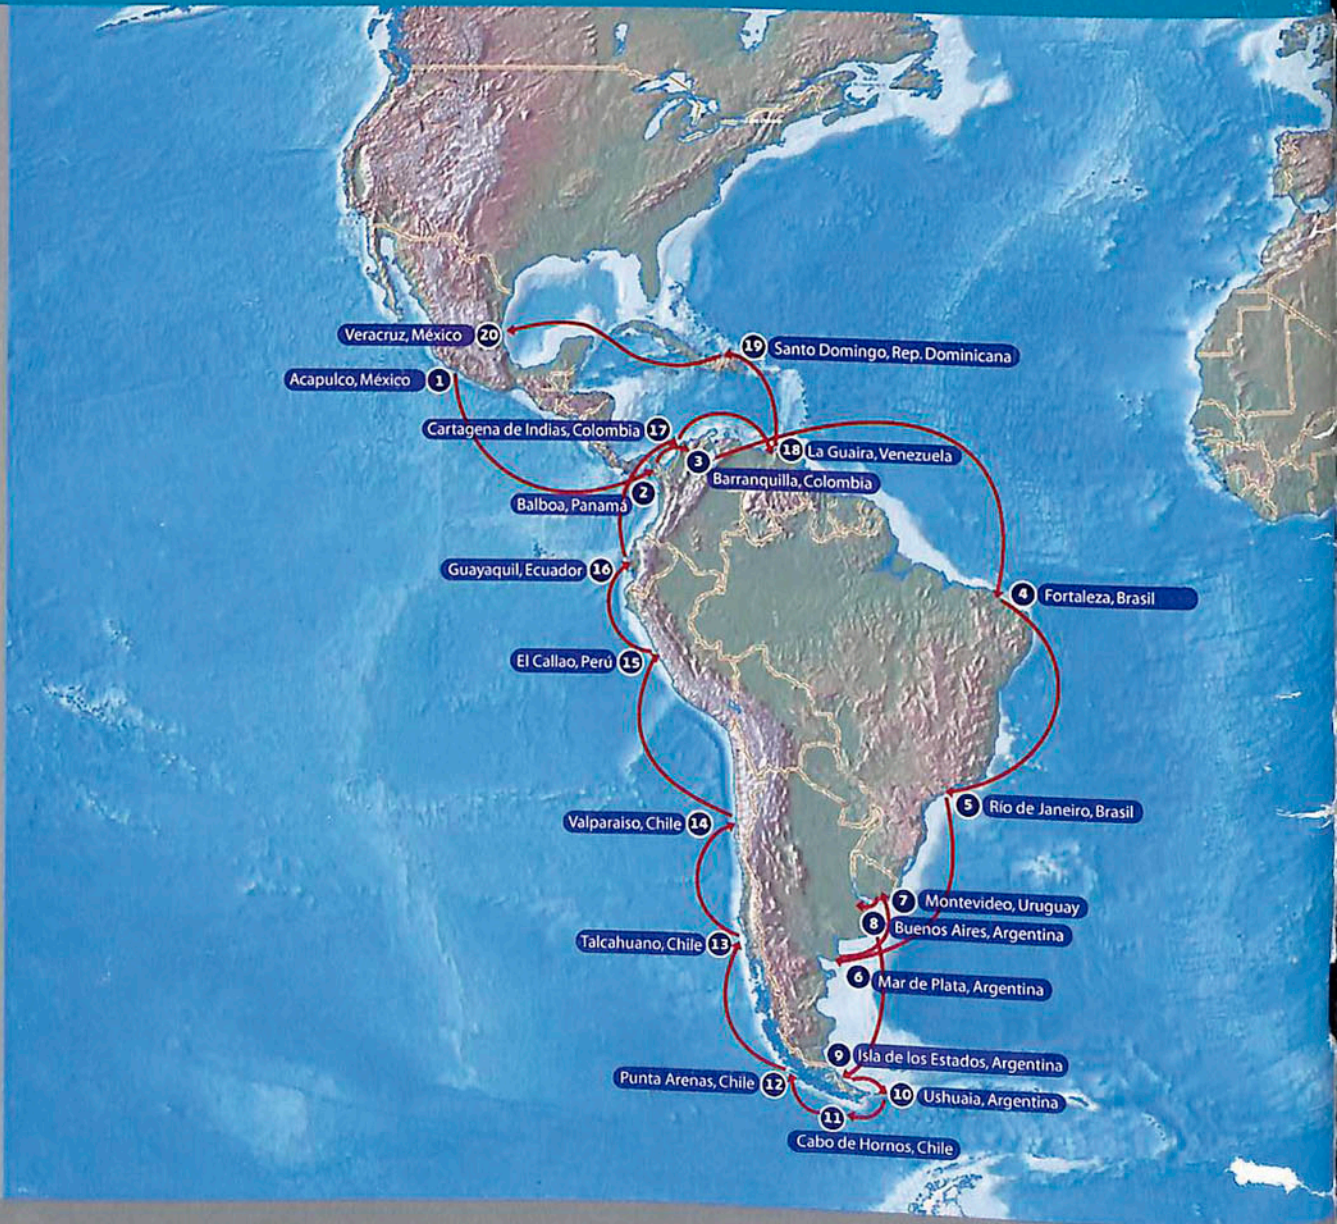 Veracruz, México 20
19 Santo Domingo, Rep. Dominicana
Acapulco, México 1
Cartagena de Indias, Colombia 17
18 La Guaira, Venezuela
3
Barranquilla, Colombia
2
Balboa, Panamá
Guayaquil, Ecuador 16
4 Fortaleza, Brasil
El Callao, Perú 15
5 Río de Janeiro, Brasil
Valparaiso, Chile 14
7 Montevideo, Uruguay
8 Buenos Aires, Argentina
Talcahuano, Chile 13
6 Mar de Plata, Argentina
9 Isla de los Estados, Argentina
Punta Arenas, Chile 12
10 Ushuaia, Argentina
11
Cabo de Hornos, Chile